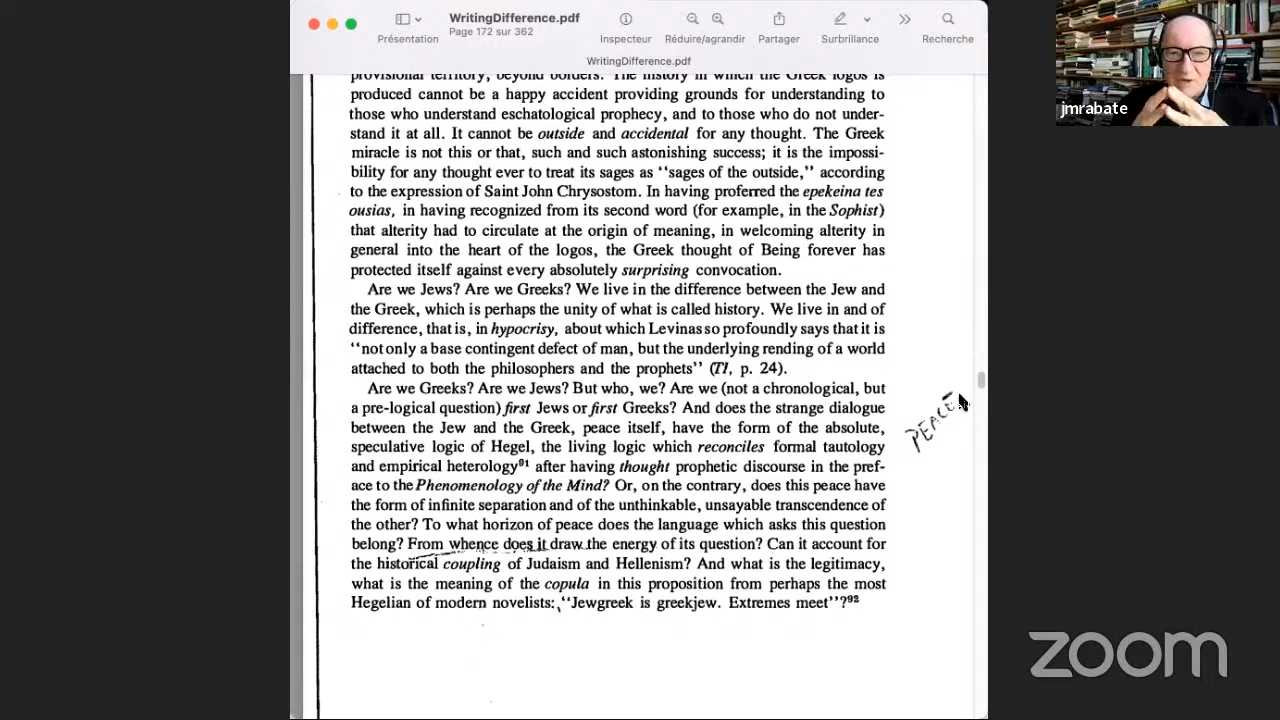 WritingDifference.pdf
Page 172 sur 362
Présentation
Inspecteur
Réduire/agrandir
Partager
Surbrillance
Recherche
WritingDifference.pdf
jmrabate
provisional territory, beyond borders. The history in which the Greek logos is
produced cannot be a happy accident providing grounds for understanding to
those who understand eschatological prophecy, and to those who do not under-
stand it at all. It cannot be outside and accidental for any thought. The Greek
miracle is not this or that, such and such astonishing success; it is the impossi-
bility for any thought ever to treat its sages as "sages of the outside," according
to the expression of Saint John Chrysostom. In having proferred the epekeina tes
ousias, in having recognized from its second word (for example, in the Sophist)
that alterity had to circulate at the origin of meaning, in welcoming alterity in
general into the heart of the logos, the Greek thought of Being forever has
protected itself against every absolutely surprising convocation.
Are we Jews? Are we Greeks? We live in the difference between the Jew and
the Greek, which is perhaps the unity of what is called history. We live in and of
difference, that is, in hypocrisy, about which Levinas so profoundly says that it is
"not only a base contingent defect of man, but the underlying rending of a world
attached to both the philosophers and the prophets" (TI, p. 24).
Are we Greeks? Are we Jews? But who, we? Are we (not a chronological, but
a pre-logical question) first Jews or first Greeks? And does the strange dialogue
between the Jew and the Greek, peace itself, have the form of the absolute,
speculative logic of Hegel, the living logic which reconciles formal tautology
and empirical heterology91 after having thought prophetic discourse in the pref-
ace to the Phenomenology of the Mind? Or, on the contrary, does this peace have
the form of infinite separation and of the unthinkable, unsayable transcendence of
the other? To what horizon of peace does the language which asks this question
belong? From whence does it draw the energy of its question? Can it account for
the historical coupling of Judaism and Hellenism? And what is the legitimacy,
what is the meaning of the copula in this proposition from perhaps the most
Hegelian of modern novelists: "Jewgreek is greekjew. Extremes meet"?92
PEACE
zoom